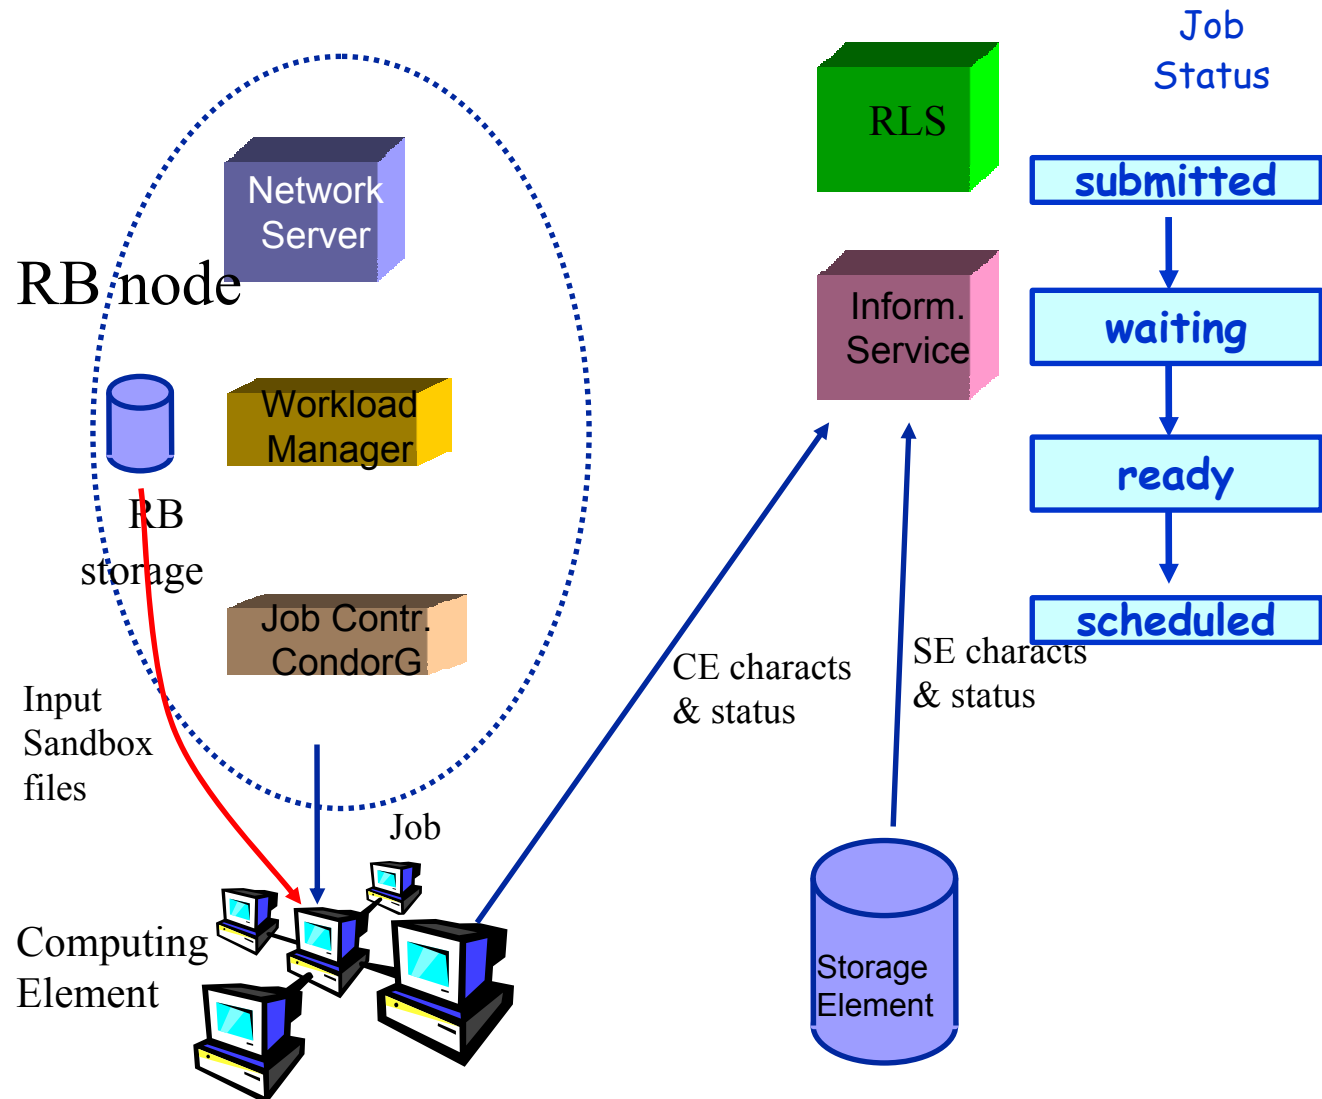 Job
Status
RLS
submitted
Network
Server
RB node
Inform.
Service
waiting
Workload
Manager
ready
RB
storage
Job Contr.
CondorG
scheduled
CE characts
& status
SE characts
& status
Input
Sandbox
files
Job
Computing
Element
Storage
Element